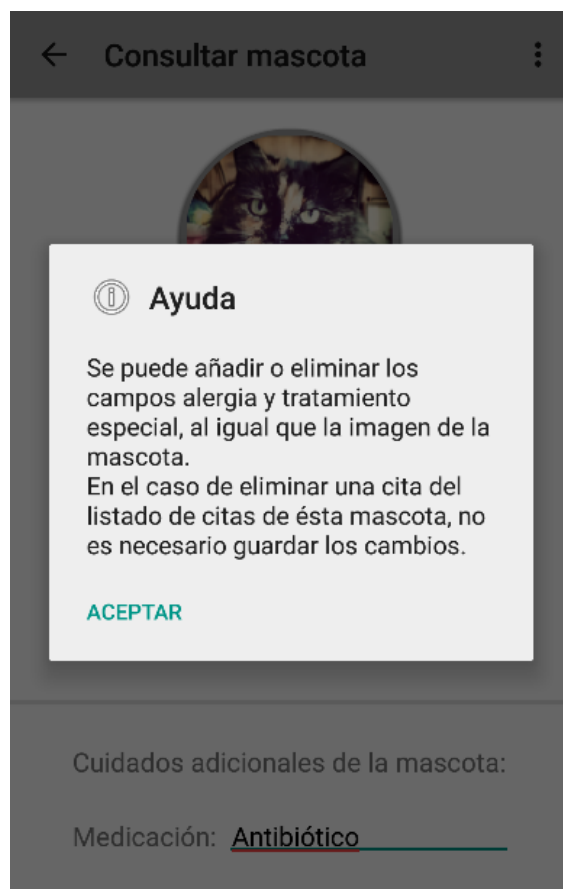 Consultar mascota
Ayuda
Se puede añadir o eliminar los
campos alergia y tratamiento
especial, al igual que la imagen de la
mascota.
En el caso de eliminar una cita del
listado de citas de ésta mascota, no
es necesario guardar los cambios.
ACEPTAR
Cuidados adicionales de la mascota:
Medicación: Antibiótico